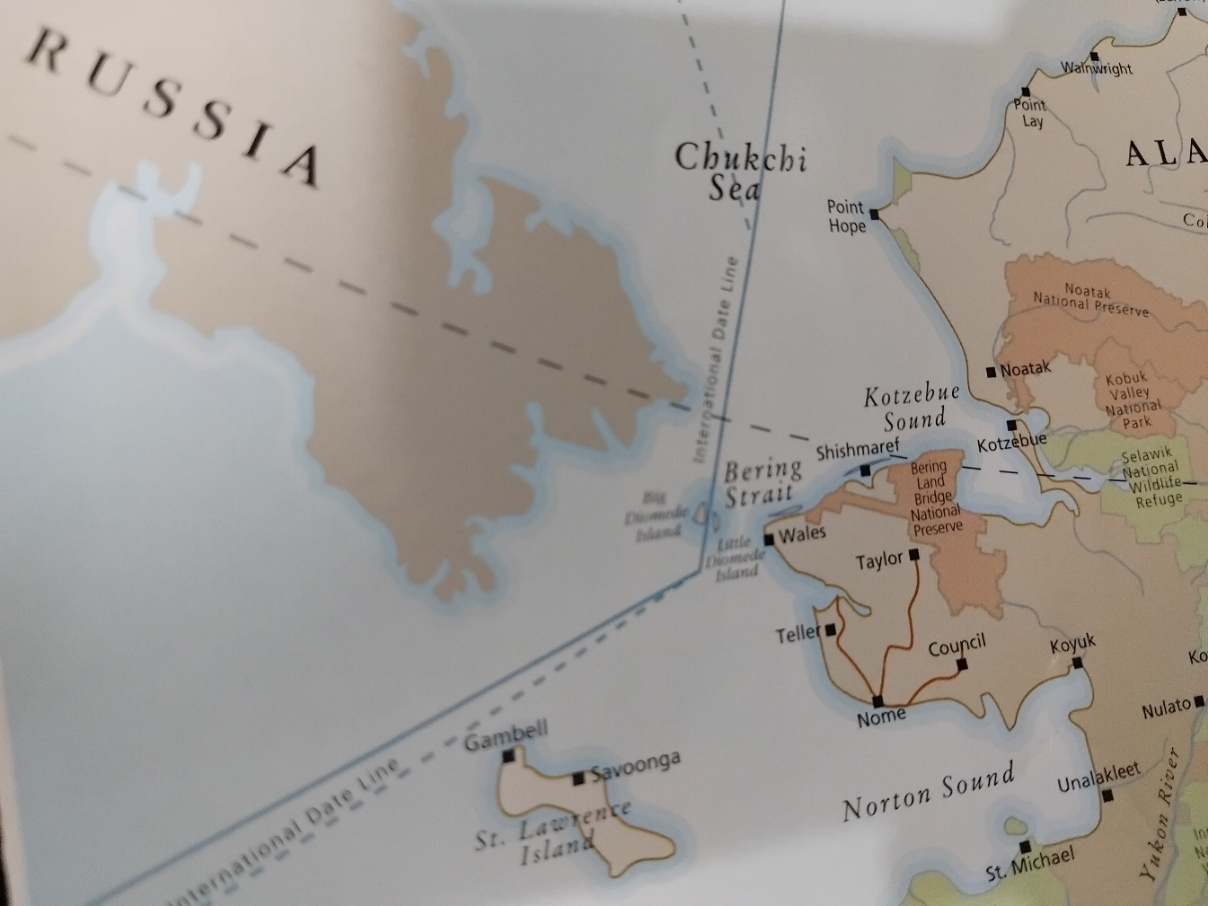 RUSSIA
Wainwright
Point
Lay
Chukchi
Sea
ALA
Point
Hope
Noatak
National Preserve
International Date Line
Noatak
Kobuk
Valley
National
Park
Kotzebue
Sound
Kotzebue
Shishmaref
Selawik
National
Wildlife
Refuge
Bering
Strait
Bering
Land
Bridge
National
Preserve
Big
Diomede
Island
Little
Diomede
Island
Wales
Taylor
Teller
Council
Koyuk
Nome
Nulato
Gambell
Savoonga
St. Lawrence
Island
International Date Line
Norton Sound
Unalakleet
Yukon River
St. Michael